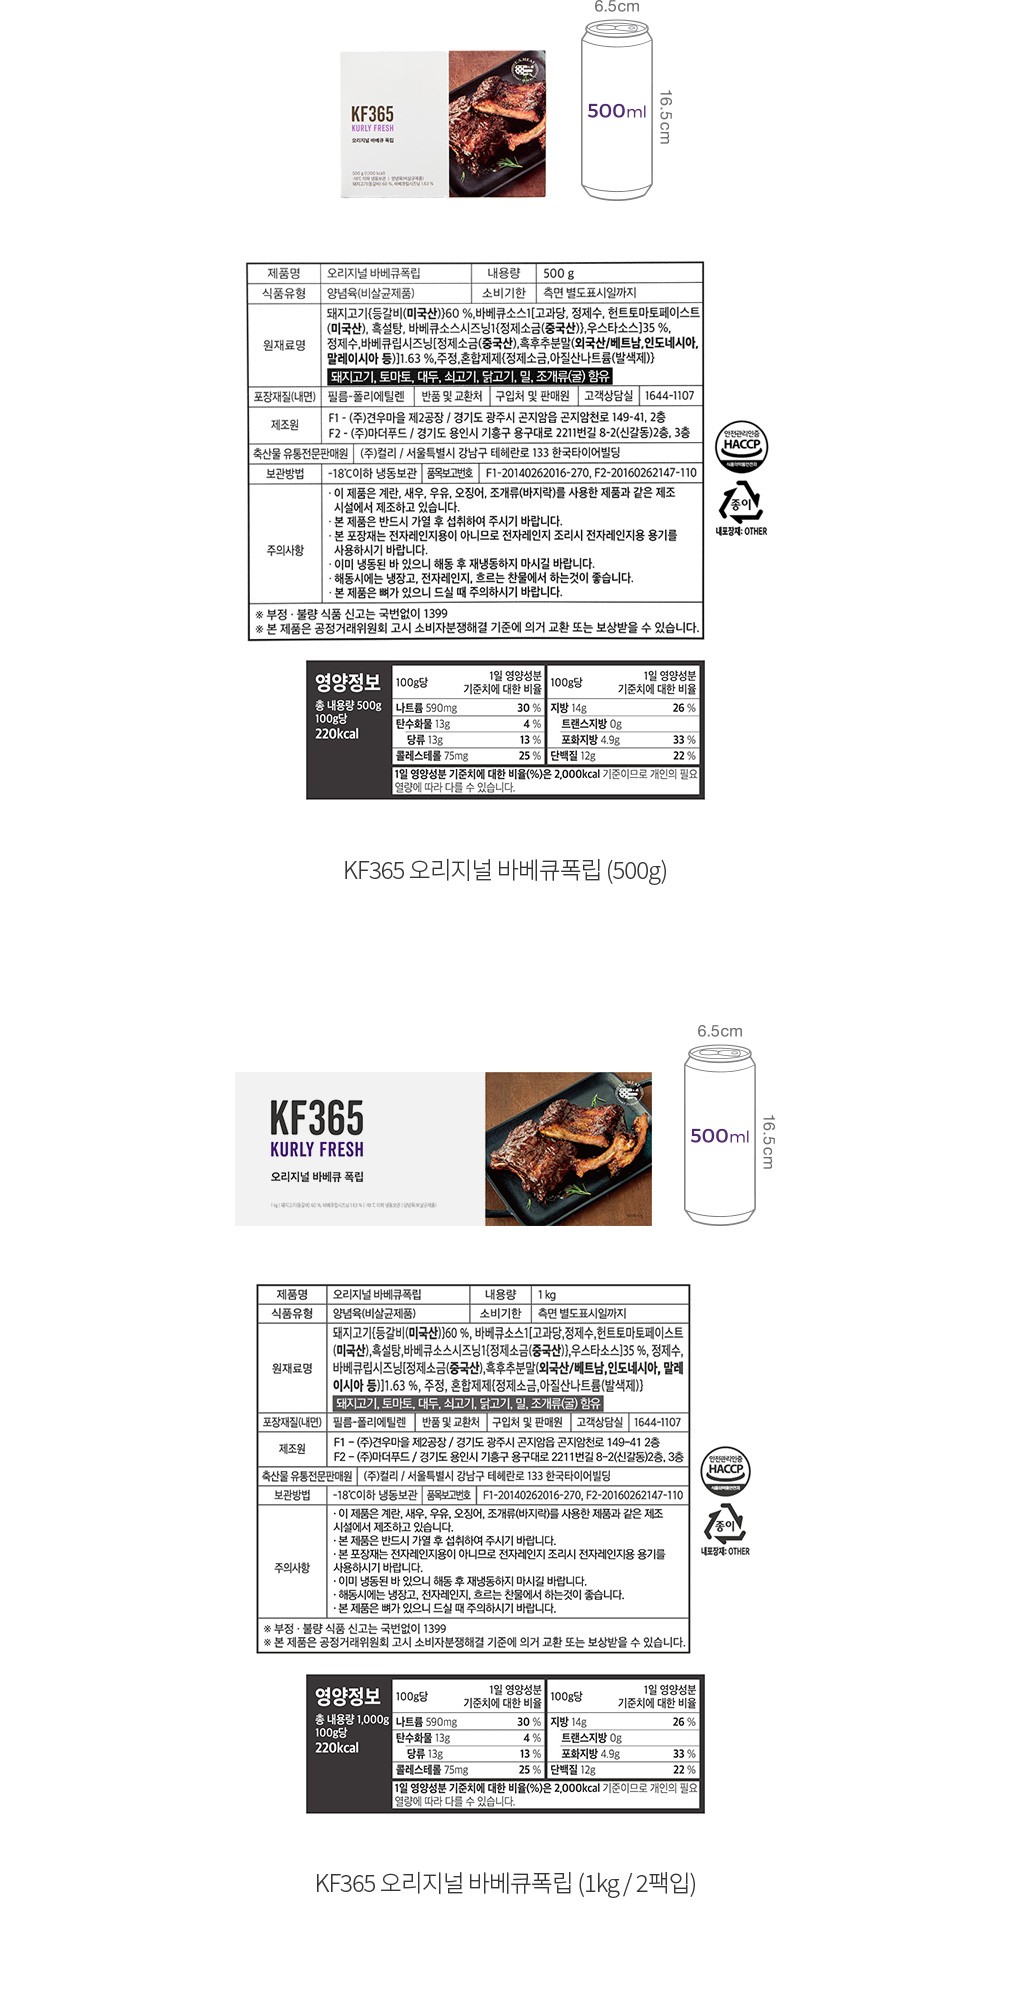 6.5cm
500ml
16.5cm
KF365
KURLY FRESH
오리지널 바베큐 폭립
제품명 오리지널 바베큐폭립 내용량 500 g
식품유형 양념육(비살균제품) 소비기한 측면 별도표시일까지
원재료명 돼지고기{등갈비(미국산)}60 %,바베큐소스1[고과당, 정제수, 헌트토마토페이스트
(미국산), 흑설탕, 바베큐소스시즈닝1{정제소금(중국산)},우스타소스]35 %,
정제수,바베큐립시즈닝[정제소금(중국산),흑후추분말(외국산/베트남,인도네시아,
말레이시아 등)]1.63 %,주정,혼합제제{정제소금,아질산나트륨(발색제)}
돼지고기, 토마토, 대두, 쇠고기, 닭고기, 밀, 조개류(굴) 함유
포장재질(내면) 필름-폴리에틸렌 반품 및 교환처 구입처 및 판매원 고객상담실 1644-1107
제조원 F1 - (주)견우마을 제2공장 / 경기도 광주시 곤지암읍 곤지암천로 149-41, 2층
F2 - (주)마더푸드 / 경기도 용인시 기흥구 용구대로 2211번길 8-2(신갈동)2층, 3층
축산물 유통전문판매원 (주)컬리 / 서울특별시 강남구 테헤란로 133 한국타이어빌딩
보관방법 -18℃이하 냉동보관 품목보고번호 F1-20140262016-270, F2-20160262147-110
주의사항 · 이 제품은 계란, 새우, 우유, 오징어, 조개류(바지락)를 사용한 제품과 같은 제조
시설에서 제조하고 있습니다.
· 본 제품은 반드시 가열 후 섭취하여 주시기 바랍니다.
· 본 포장재는 전자레인지용이 아니므로 전자레인지 조리시 전자레인지용 용기를
사용하시기 바랍니다.
· 이미 냉동된 바 있으니 해동 후 재냉동하지 마시길 바랍니다.
· 해동시에는 냉장고, 전자레인지, 흐르는 찬물에서 하는것이 좋습니다.
· 본 제품은 뼈가 있으니 드실 때 주의하시기 바랍니다.
※ 부정 · 불량 식품 신고는 국번없이 1399
※ 본 제품은 공정거래위원회 고시 소비자분쟁해결 기준에 의거 교환 또는 보상받을 수 있습니다.
안전관리인증
HACCP
식품의약품안전처
종이
내포장재: OTHER
영양정보
총 내용량 500g
100g당
220kcal
100g당 1일 영양성분 기준치에 대한 비율 100g당 1일 영양성분 기준치에 대한 비율
나트륨 590mg 30 % 지방 14g 26 %
탄수화물 13g 4 % 트랜스지방 0g
당류 13g 13 % 포화지방 4.9g 33 %
콜레스테롤 75mg 25 % 단백질 12g 22 %
1일 영양성분 기준치에 대한 비율(%)은 2,000kcal 기준이므로 개인의 필요
열량에 따라 다를 수 있습니다.
KF365 오리지널 바베큐폭립 (500g)
6.5cm
500ml
16.5cm
KF365
KURLY FRESH
오리지널 바베큐 폭립
제품명 오리지널 바베큐폭립 내용량 1 kg
식품유형 양념육(비살균제품) 소비기한 측면 별도표시일까지
원재료명 돼지고기{등갈비(미국산)}60 %, 바베큐소스1[고과당,정제수,헌트토마토페이스트
(미국산),흑설탕,바베큐소스시즈닝1{정제소금(중국산)},우스타소스]35 %, 정제수,
바베큐립시즈닝[정제소금(중국산),흑후추분말(외국산/베트남,인도네시아, 말레
이시아 등)]1.63 %, 주정, 혼합제제{정제소금,아질산나트륨(발색제)}
돼지고기, 토마토, 대두, 쇠고기, 닭고기, 밀, 조개류(굴) 함유
포장재질(내면) 필름-폴리에틸렌 반품 및 교환처 구입처 및 판매원 고객상담실 1644-1107
제조원 F1 - (주)견우마을 제2공장 / 경기도 광주시 곤지암읍 곤지암천로 149-41 2층
F2 - (주)마더푸드 / 경기도 용인시 기흥구 용구대로 2211번길 8-2(신갈동)2층, 3층
축산물 유통전문판매원 (주)컬리 / 서울특별시 강남구 테헤란로 133 한국타이어빌딩
보관방법 -18℃이하 냉동보관 품목보고번호 F1-20140262016-270, F2-20160262147-110
주의사항 · 이 제품은 계란, 새우, 우유, 오징어, 조개류(바지락)를 사용한 제품과 같은 제조
시설에서 제조하고 있습니다.
· 본 제품은 반드시 가열 후 섭취하여 주시기 바랍니다.
· 본 포장재는 전자레인지용이 아니므로 전자레인지 조리시 전자레인지용 용기를
사용하시기 바랍니다.
· 이미 냉동된 바 있으니 해동 후 재냉동하지 마시길 바랍니다.
· 해동시에는 냉장고, 전자레인지, 흐르는 찬물에서 하는것이 좋습니다.
· 본 제품은 뼈가 있으니 드실 때 주의하시기 바랍니다.
※ 부정 · 불량 식품 신고는 국번없이 1399
※ 본 제품은 공정거래위원회 고시 소비자분쟁해결 기준에 의거 교환 또는 보상받을 수 있습니다.
안전관리인증
HACCP
식품의약품안전처
종이
내포장재: OTHER
영양정보
총 내용량 1,000g
100g당
220kcal
100g당 1일 영양성분 기준치에 대한 비율 100g당 1일 영양성분 기준치에 대한 비율
나트륨 590mg 30 % 지방 14g 26 %
탄수화물 13g 4 % 트랜스지방 0g
당류 13g 13 % 포화지방 4.9g 33 %
콜레스테롤 75mg 25 % 단백질 12g 22 %
1일 영양성분 기준치에 대한 비율(%)은 2,000kcal 기준이므로 개인의 필요
열량에 따라 다를 수 있습니다.
KF365 오리지널 바베큐폭립 (1kg / 2팩입)